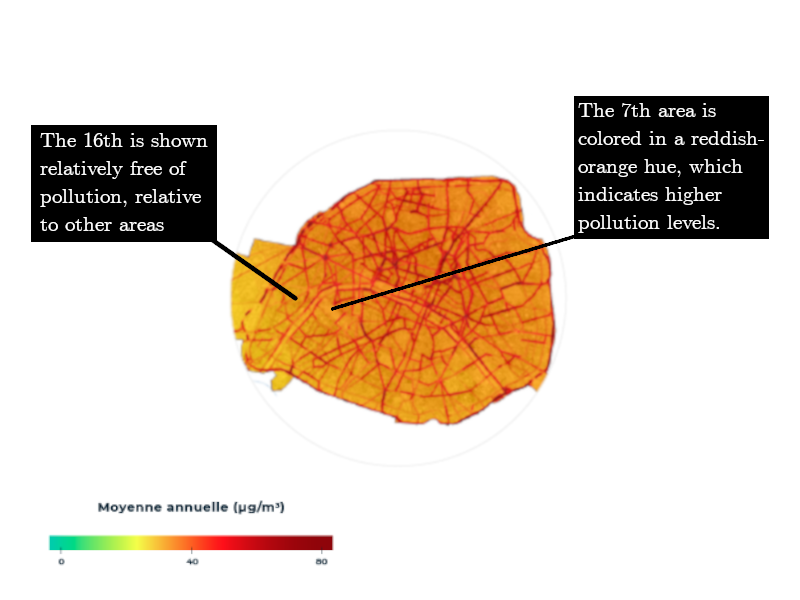 The 16th is shown
relatively free of
pollution, relative
to other areas
The 7th area is
colored in a reddish-
orange hue, which
indicates higher
pollution levels.
Moyenne annuelle (µg/m³)
0 40 80